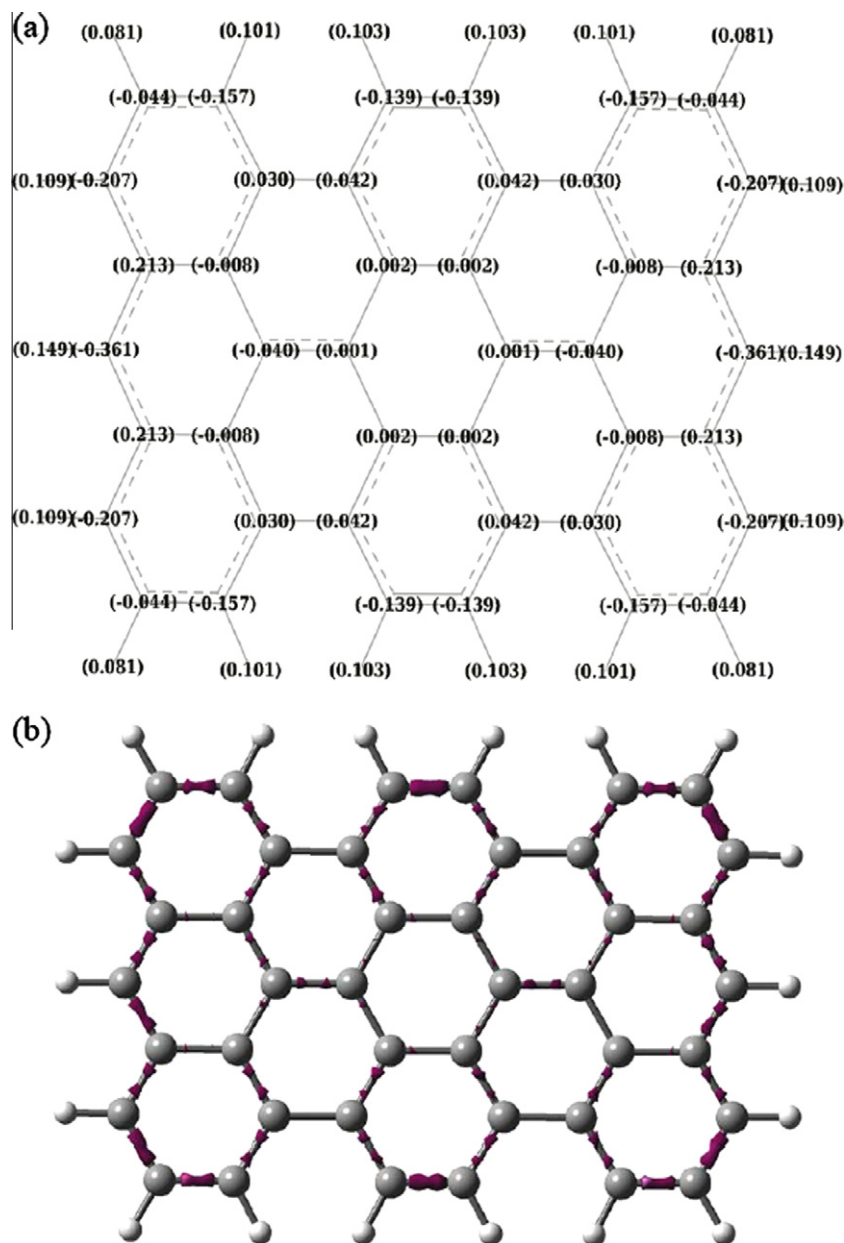 (a)
(0.081) (0.101) (0.103) (0.103) (0.101) (0.081)
(-0.044) (-0.157) (-0.139) (-0.139) (-0.157) (-0.044)
(0.109) (-0.207) (0.030) (0.042) (0.042) (0.030) (-0.207) (0.109)
(0.213) (-0.008) (0.002) (0.002) (-0.008) (0.213)
(0.149) (-0.361) (-0.040) (0.001) (0.001) (-0.040) (-0.361) (0.149)
(0.213) (-0.008) (0.002) (0.002) (-0.008) (0.213)
(0.109) (-0.207) (0.030) (0.042) (0.042) (0.030) (-0.207) (0.109)
(-0.044) (-0.157) (-0.139) (-0.139) (-0.157) (-0.044)
(0.081) (0.101) (0.103) (0.103) (0.101) (0.081)
(b)